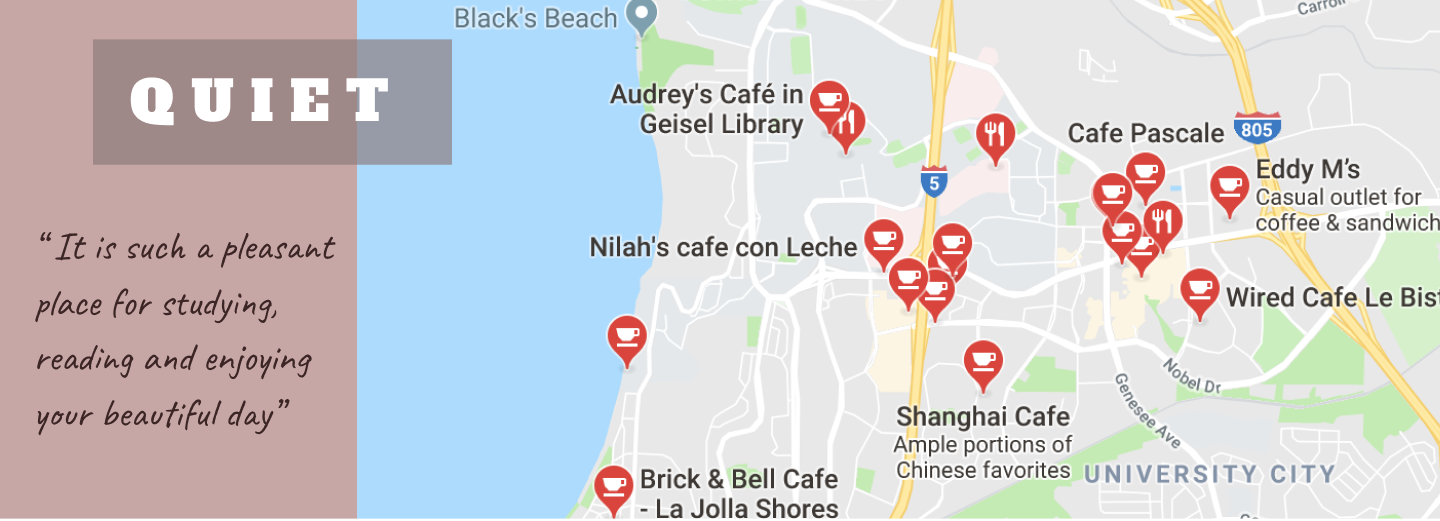 QUIET
“It is such a pleasant
place for studying,
reading and enjoying
your beautiful day”
Black's Beach
Audrey's Café in
Geisel Library
5
Cafe Pascale
805
Eddy M’s
Casual outlet for
coffee & sandwich
Nilah's cafe con Leche
Wired Cafe Le Bist
Nobel Dr
Genesee Ave
Shanghai Cafe
Ample portions of
Chinese favorites
UNIVERSITY CITY
Brick & Bell Cafe
- La Jolla Shores